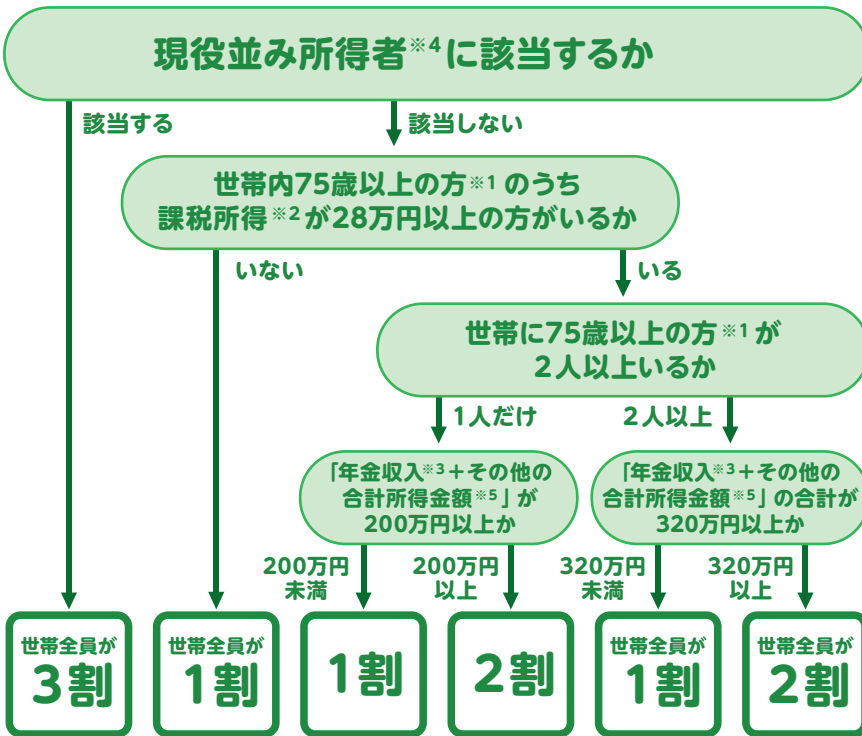 現役並み所得者※4に該当するか
該当する
該当しない
世帯内75歳以上の方※1のうち
課税所得※2が28万円以上の方がいるか
いない
いる
世帯に75歳以上の方※1が
2人以上いるか
1人だけ
2人以上
「年金収入※3+その他の
合計所得金額※5」が
200万円以上か
「年金収入※3+その他の
合計所得金額※5」の合計が
320万円以上か
200万円
未満
200万円
以上
320万円
未満
320万円
以上
世帯全員が
3割
世帯全員が
1割
1割
2割
世帯全員が
1割
世帯全員が
2割